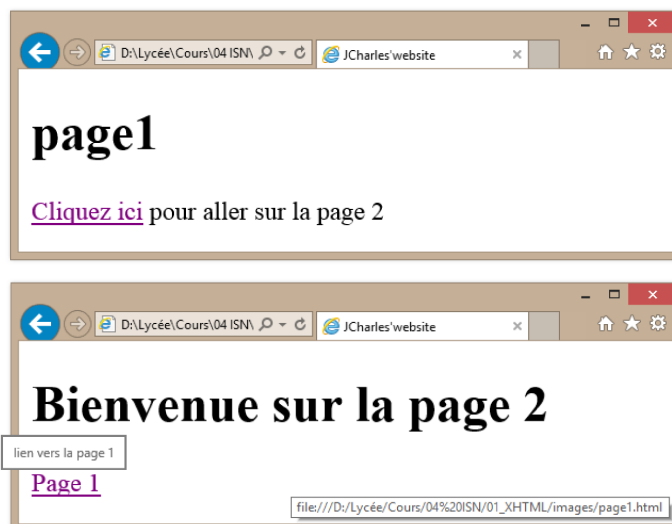 D:\Lycée\Cours\04 ISN\
JCharles'website
page1
Cliquez ici pour aller sur la page 2
D:\Lycée\Cours\04 ISN\
JCharles'website
Bienvenue sur la page 2
lien vers la page 1
Page 1
file:///D:/Lycée/Cours/04%20ISN/01_XHTML/images/page1.html